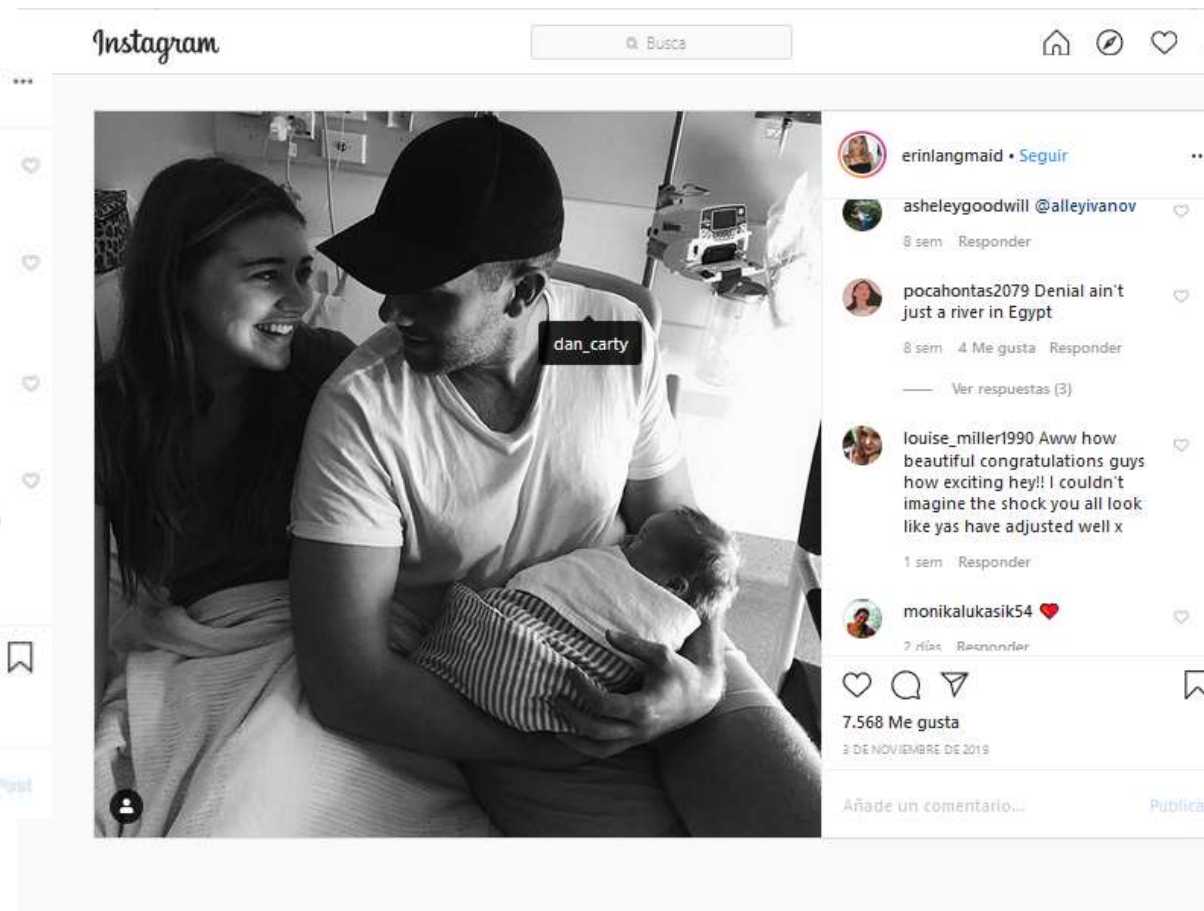 Instagram
Busca
dan_carty
erinlangmaid • Seguir
asheleygoodwill @alleyivanov
8 sem Responder
pocahontas2079 Denial ain't
just a river in Egypt
8 sem 4 Me gusta Responder
Ver respuestas (3)
louise_miller1990 Aww how
beautiful congratulations guys
how exciting hey!! I couldn't
imagine the shock you all look
like yas have adjusted well x
1 sem Responder
monikalukasik54 ❤
2 días Responder
7.568 Me gusta
3 DE NOVIEMBRE DE 2019
Añade un comentario...
Publica
Post